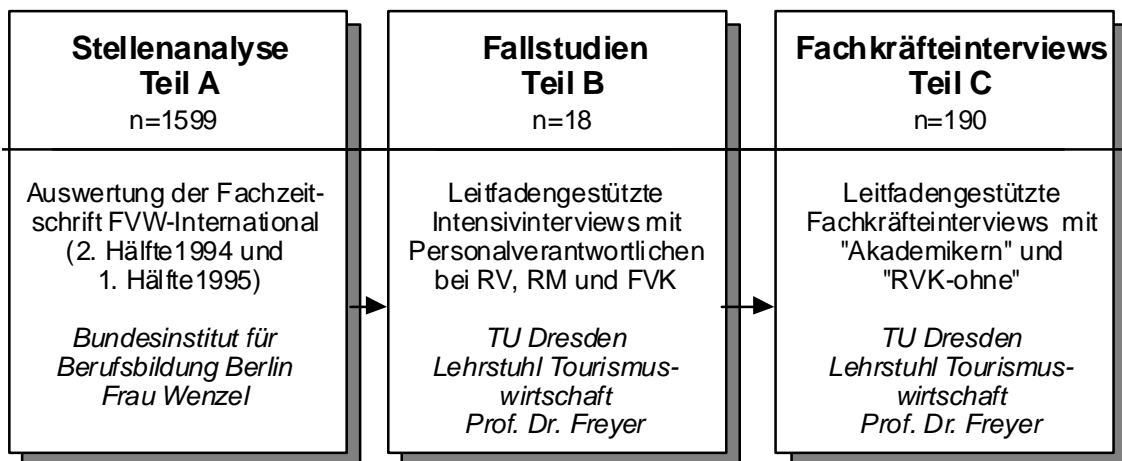 Stellenanalyse
Teil A
n=1599
Auswertung der Fachzeit-
schrift FVW-International
(2. Hälfte1994 und
1. Hälfte1995)
Bundesinstitut für
Berufsbildung Berlin
Frau Wenzel
Fallstudien
Teil B
n=18
Leitfadengestützte
Intensivinterviews mit
Personalverantwortlichen
bei RV, RM und FVK
TU Dresden
Lehrstuhl Tourismus-
wirtschaft
Prof. Dr. Freyer
Fachkräfteinterviews
Teil C
n=190
Leitfadengestützte
Fachkräfteinterviews mit
"Akademikern" und
"RVK-ohne"
TU Dresden
Lehrstuhl Tourismus-
wirtschaft
Prof. Dr. Freyer